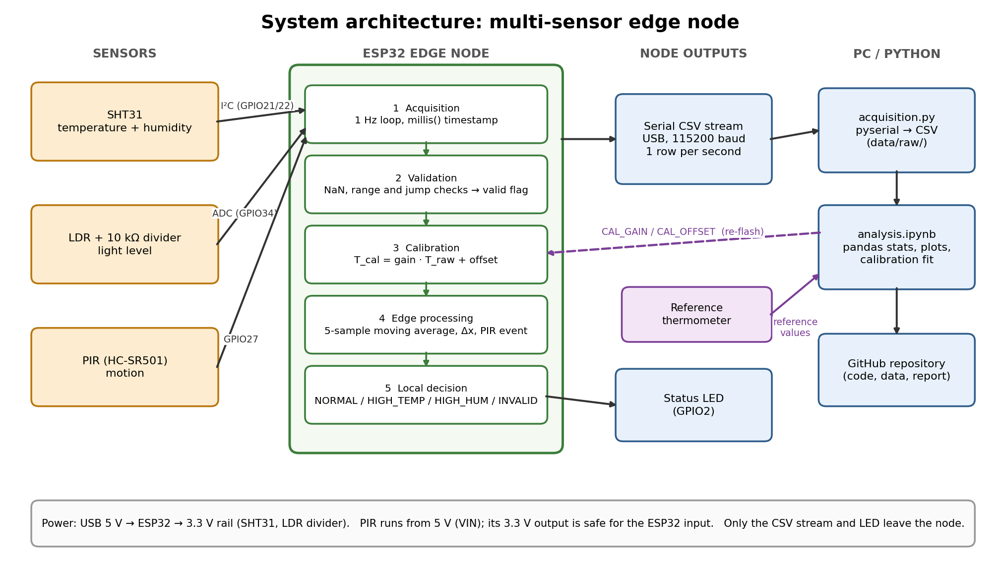 System architecture: multi-sensor edge node
SENSORS
ESP32 EDGE NODE
NODE OUTPUTS
PC / PYTHON
SHT31
temperature + humidity
LDR + 10 kΩ divider
light level
PIR (HC-SR501)
motion
I²C (GPIO21/22)
ADC (GPIO34)
GPIO27
1  Acquisition
1 Hz loop, millis() timestamp
2  Validation
NaN, range and jump checks → valid flag
3  Calibration
T_cal = gain · T_raw + offset
4  Edge processing
5-sample moving average, Δx, PIR event
5  Local decision
NORMAL / HIGH_TEMP / HIGH_HUM / INVALID
Serial CSV stream
USB, 115200 baud
1 row per second
CAL_GAIN / CAL_OFFSET  (re-flash)
Reference
thermometer
reference
values
Status LED
(GPIO2)
acquisition.py
pyserial → CSV
(data/raw/)
analysis.ipynb
pandas stats, plots,
calibration fit
GitHub repository
(code, data, report)
Power: USB 5 V → ESP32 → 3.3 V rail (SHT31, LDR divider).   PIR runs from 5 V (VIN); its 3.3 V output is safe for the ESP32 input.   Only the CSV stream and LED leave the node.